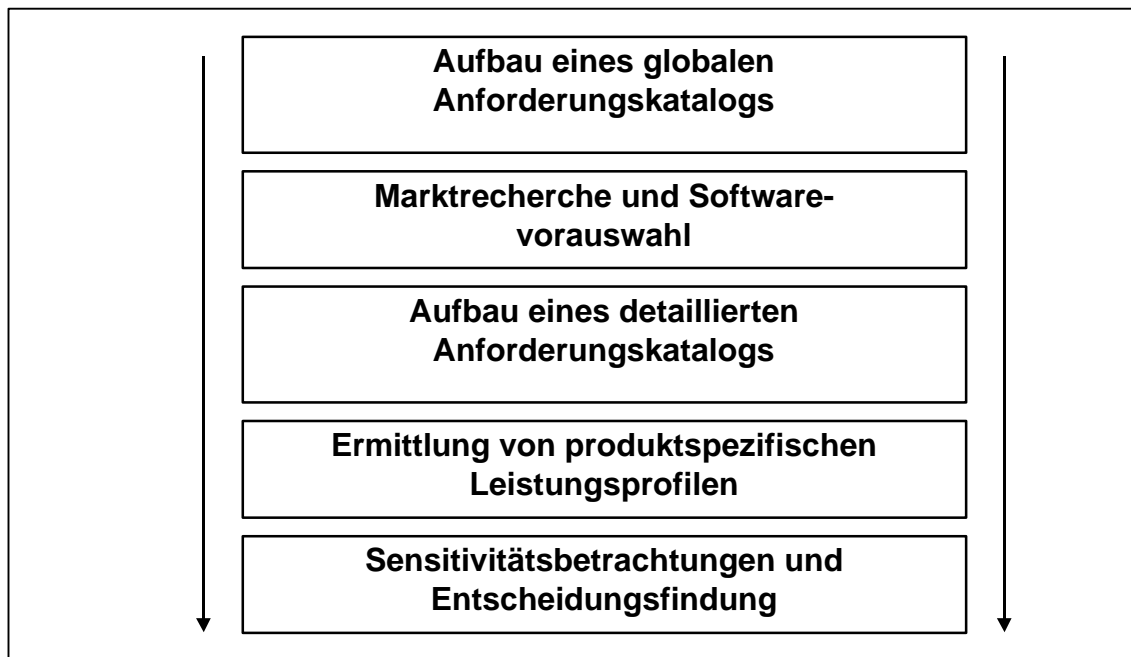 Aufbau eines globalen
Anforderungskatalogs
Marktrecherche und Software-
vorauswahl
Aufbau eines detaillierten
Anforderungskatalogs
Ermittlung von produktspezifischen
Leistungsprofilen
Sensitivitätsbetrachtungen und
Entscheidungsfindung